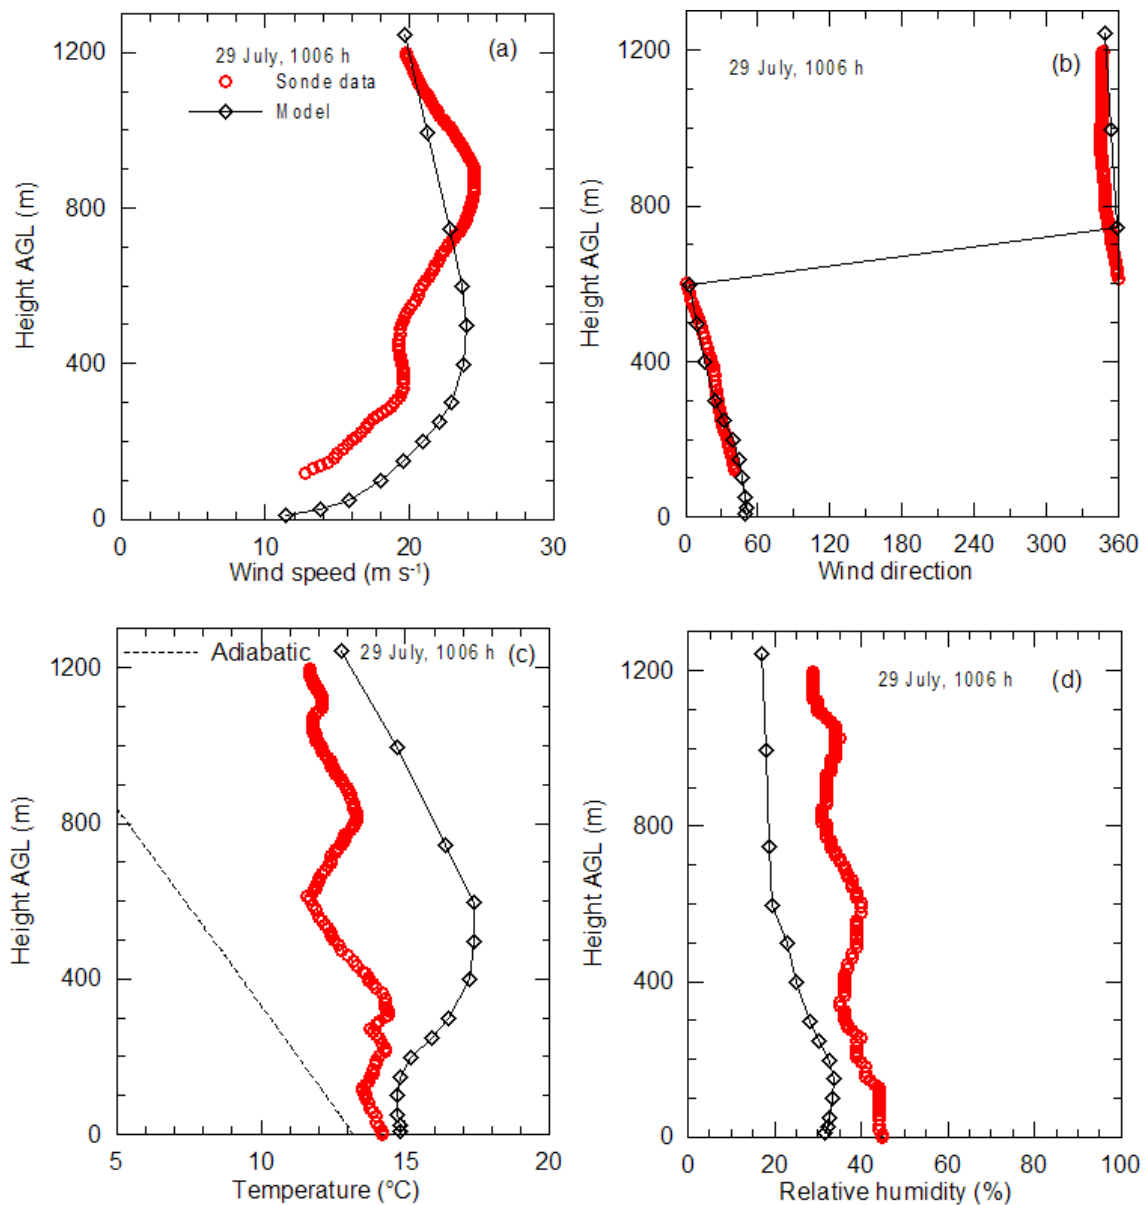 (a)
29 July, 1006 h
Sonde data
Model
1200
800
400
0
Height AGL (m)
0 10 20 30
Wind speed (m s⁻¹)
(b)
29 July, 1006 h
1200
800
400
0
Height AGL (m)
0 60 120 180 240 300 360
Wind direction
Adiabatic
29 July, 1006 h
(c)
1200
800
400
0
Height AGL (m)
5 10 15 20
Temperature (°C)
29 July, 1006 h
(d)
1200
800
400
0
Height AGL (m)
0 20 40 60 80 100
Relative humidity (%)